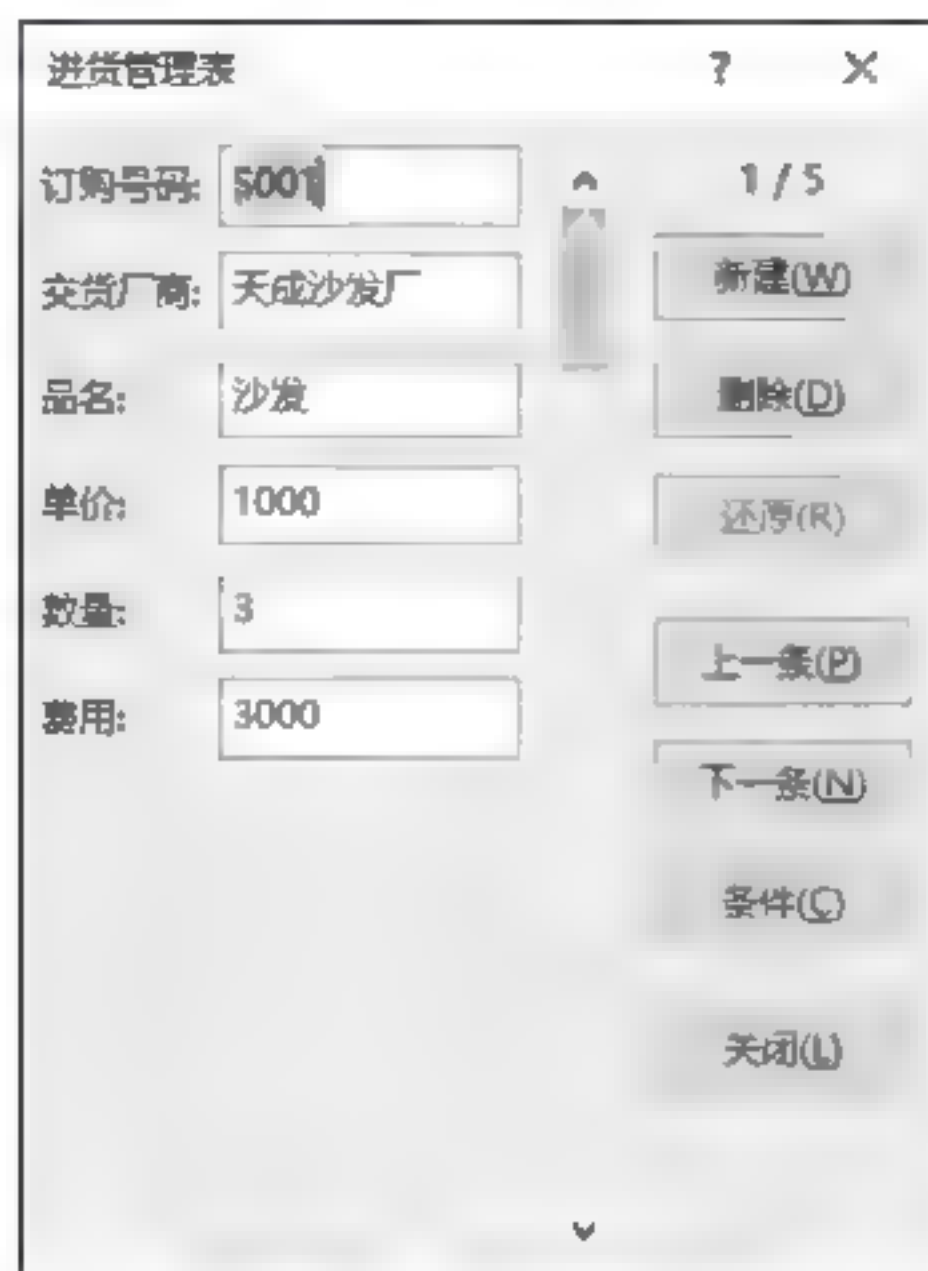 进货管理表 ? ×
订购号码: S001
1 / 5
新建(W)
交货厂商: 天成沙发厂
品名: 沙发
删除(D)
单价: 1000
还原(R)
数量: 3
上一条(P)
费用: 3000
下一条(N)
条件(C)
关闭(L)